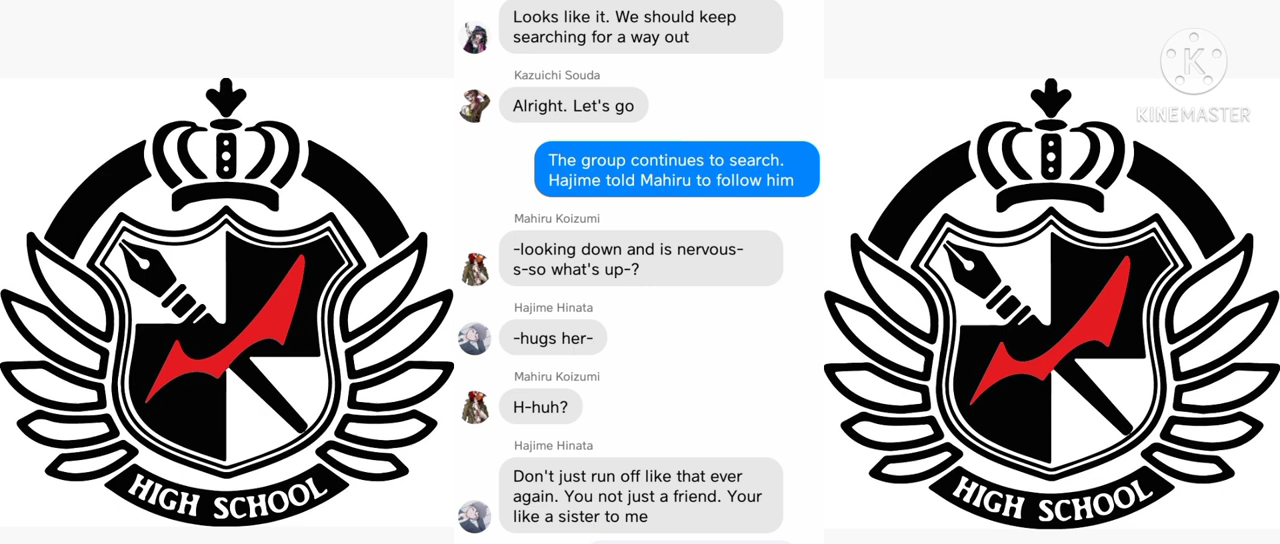 Looks like it. We should keep
searching for a way out
Kazuichi Souda
Alright. Let's go
The group continues to search.
Hajime told Mahiru to follow him
Mahiru Koizumi
-looking down and is nervous-
s-so what's up-?
Hajime Hinata
-hugs her-
Mahiru Koizumi
H-huh?
Hajime Hinata
Don't just run off like that ever
again. You not just a friend. Your
like a sister to me
HIGH SCHOOL
HIGH SCHOOL
K
KINEMASTER